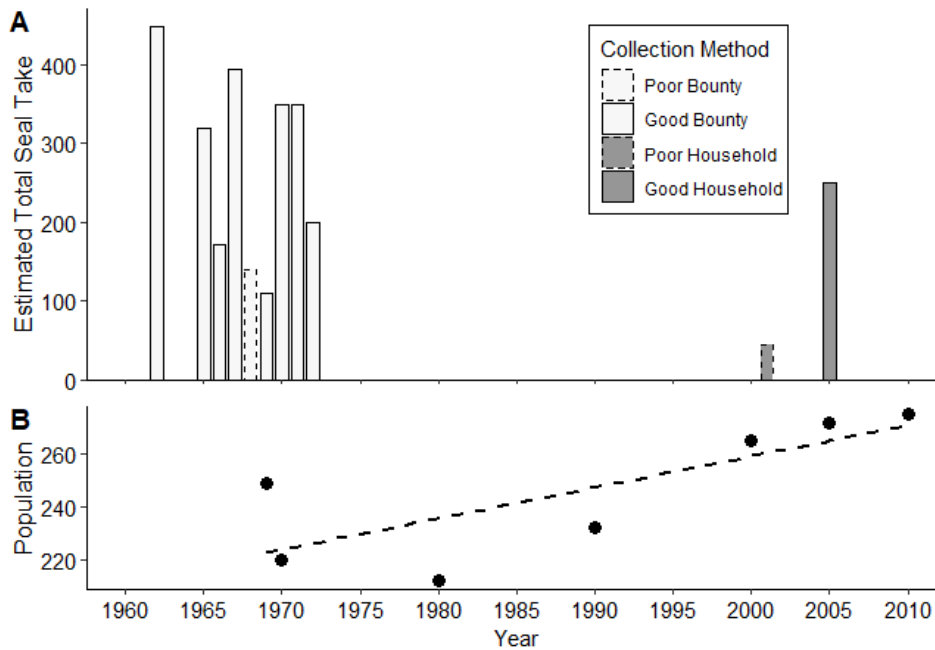 A
Estimated Total Seal Take
400
300
200
100
0
Collection Method
Poor Bounty
Good Bounty
Poor Household
Good Household
B
Population
260
240
220
1960 1965 1970 1975 1980 1985 1990 1995 2000 2005 2010
Year